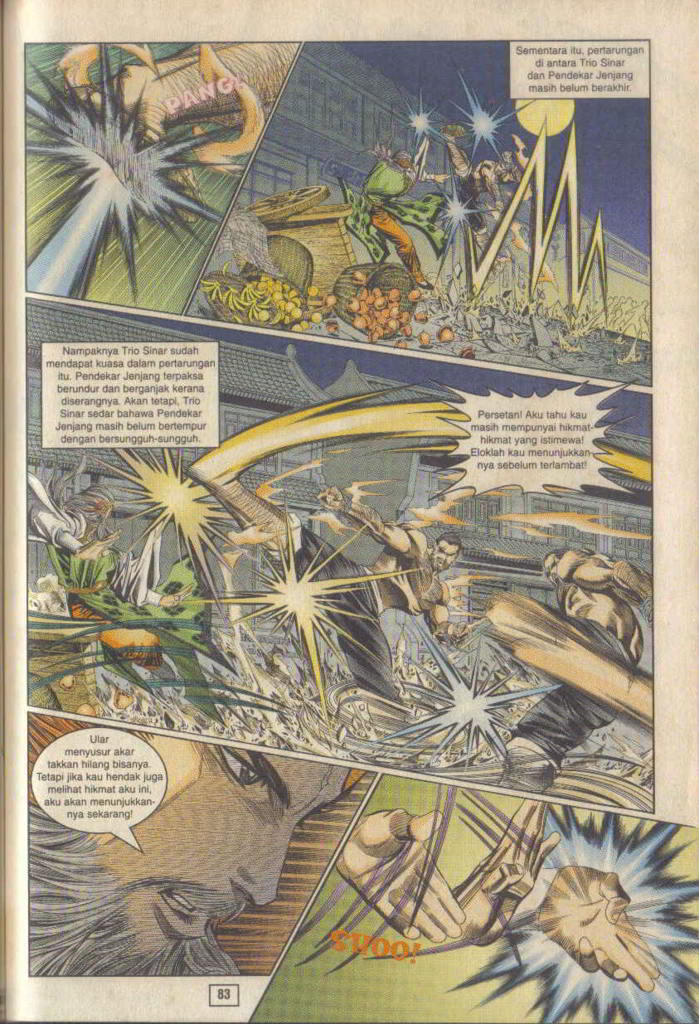 PANG!
Sementara itu, pertarungan
di antara Trio Sinar
dan Pendekar Jenjang
masih belum berakhir.
Nampaknya Trio Sinar sudah
mendapat kuasa dalam pertarungan
itu. Pendekar Jenjang terpaksa
berundur dan berganjak kerana
diserangnya. Akan tetapi, Trio
Sinar sedar bahawa Pendekar
Jenjang masih belum bertempur
dengan bersungguh-sungguh.
Persetan! Aku tahu kau
masih mempunyai hikmat-
hikmat yang istimewa!
Eloklah kau menunjukkan-
nya sebelum terlambat!
Ular
menyusur akar
takkan hilang bisanya.
Tetapi jika kau hendak juga
melihat hikmat aku ini,
aku akan menunjukkan-
nya sekarang!
83